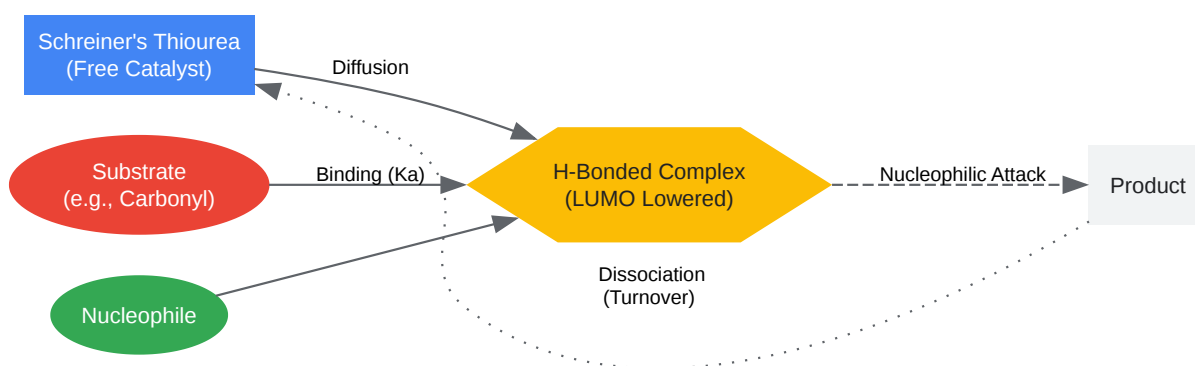 Schreiner's Thiourea
(Free Catalyst)
Diffusion
Substrate
(e.g., Carbonyl)
Binding (Ka)
H-Bonded Complex
(LUMO Lowered)
Nucleophilic Attack
Product
Nucleophile
Dissociation
(Turnover)